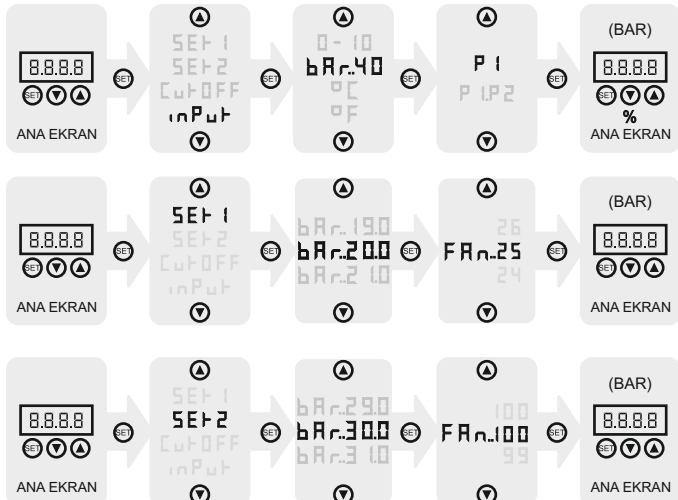 8.8.8.8
SET
ANA EKRAN
SET
SEt 1
SEt 2
CutOFF
inPut
SET
0-10
bAr.40
°C
°F
SET
P1
P1.P2
SET
(BAR)
8.8.8.8
SET
%
ANA EKRAN
8.8.8.8
SET
ANA EKRAN
SET
SEt 1
SEt 2
CutOFF
inPut
SET
bAr.19.0
bAr.20.0
bAr.21.0
SET
26
FAn.25
24
SET
(BAR)
8.8.8.8
SET
ANA EKRAN
8.8.8.8
SET
ANA EKRAN
SET
SEt 1
SEt 2
CutOFF
inPut
SET
bAr.29.0
bAr.30.0
bAr.31.0
SET
100
FAn.100
99
SET
(BAR)
8.8.8.8
SET
ANA EKRAN